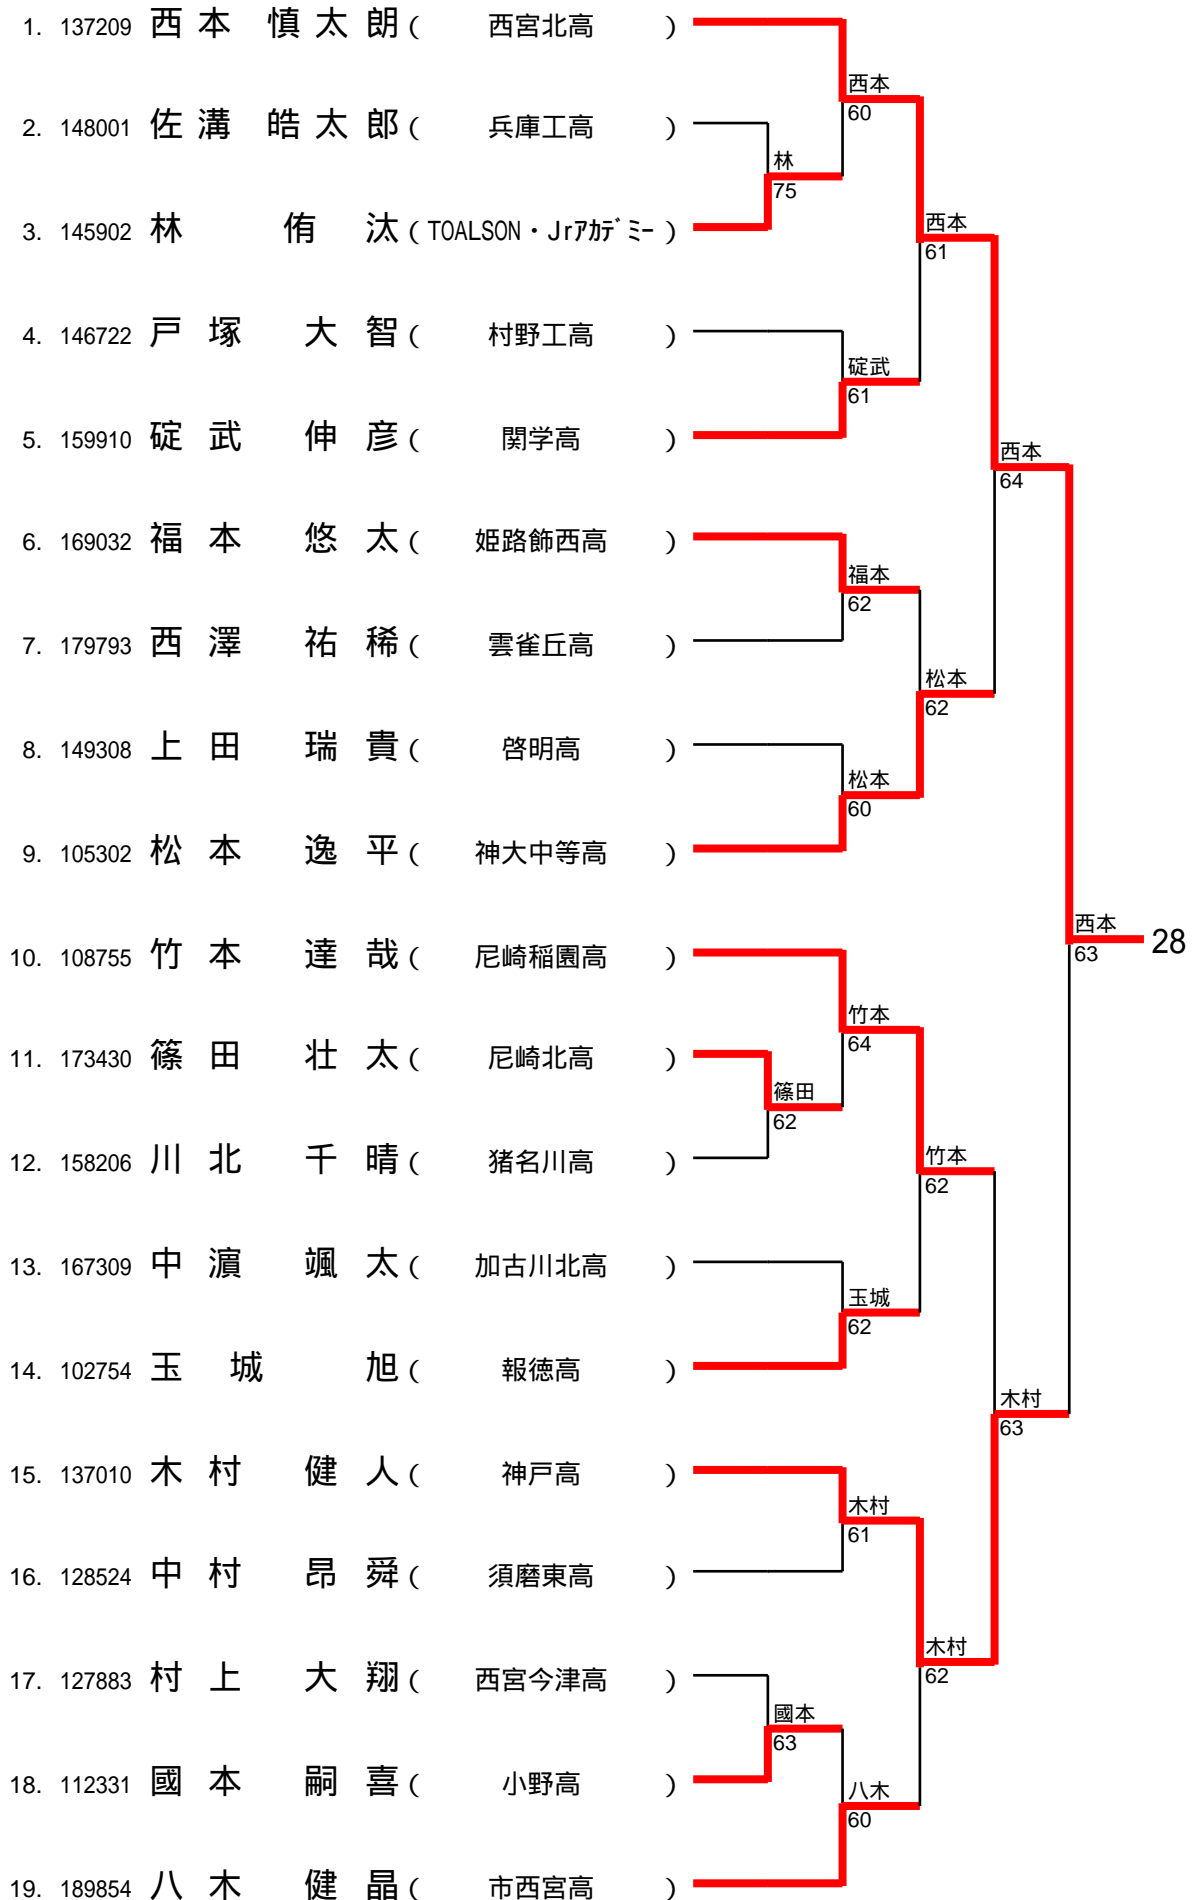 1. 137209 西本 慎太朗 ( 西宮北高 )
西本
60
2. 148001 佐溝 皓太郎 ( 兵庫工高 )
林
75
3. 145902 林 侑汰 ( TOALSON・Jrｱｶﾃﾞﾐｰ )
西本
61
4. 146722 戸塚 大智 ( 村野工高 )
碇武
61
5. 159910 碇武 伸彦 ( 関学高 )
西本
64
6. 169032 福本 悠太 ( 姫路飾西高 )
福本
62
7. 179793 西澤 祐稀 ( 雲雀丘高 )
松本
62
8. 149308 上田 瑞貴 ( 啓明高 )
松本
60
9. 105302 松本 逸平 ( 神大中等高 )
西本
63
28
10. 108755 竹本 達哉 ( 尼崎稲園高 )
竹本
64
11. 173430 篠田 壮太 ( 尼崎北高 )
篠田
62
12. 158206 川北 千晴 ( 猪名川高 )
竹本
62
13. 167309 中濵 颯太 ( 加古川北高 )
玉城
62
14. 102754 玉城 旭 ( 報徳高 )
木村
63
15. 137010 木村 健人 ( 神戸高 )
木村
61
16. 128524 中村 昂舜 ( 須磨東高 )
木村
62
17. 127883 村上 大翔 ( 西宮今津高 )
國本
63
18. 112331 國本 嗣喜 ( 小野高 )
八木
60
19. 189854 八木 健晶 ( 市西宮高 )